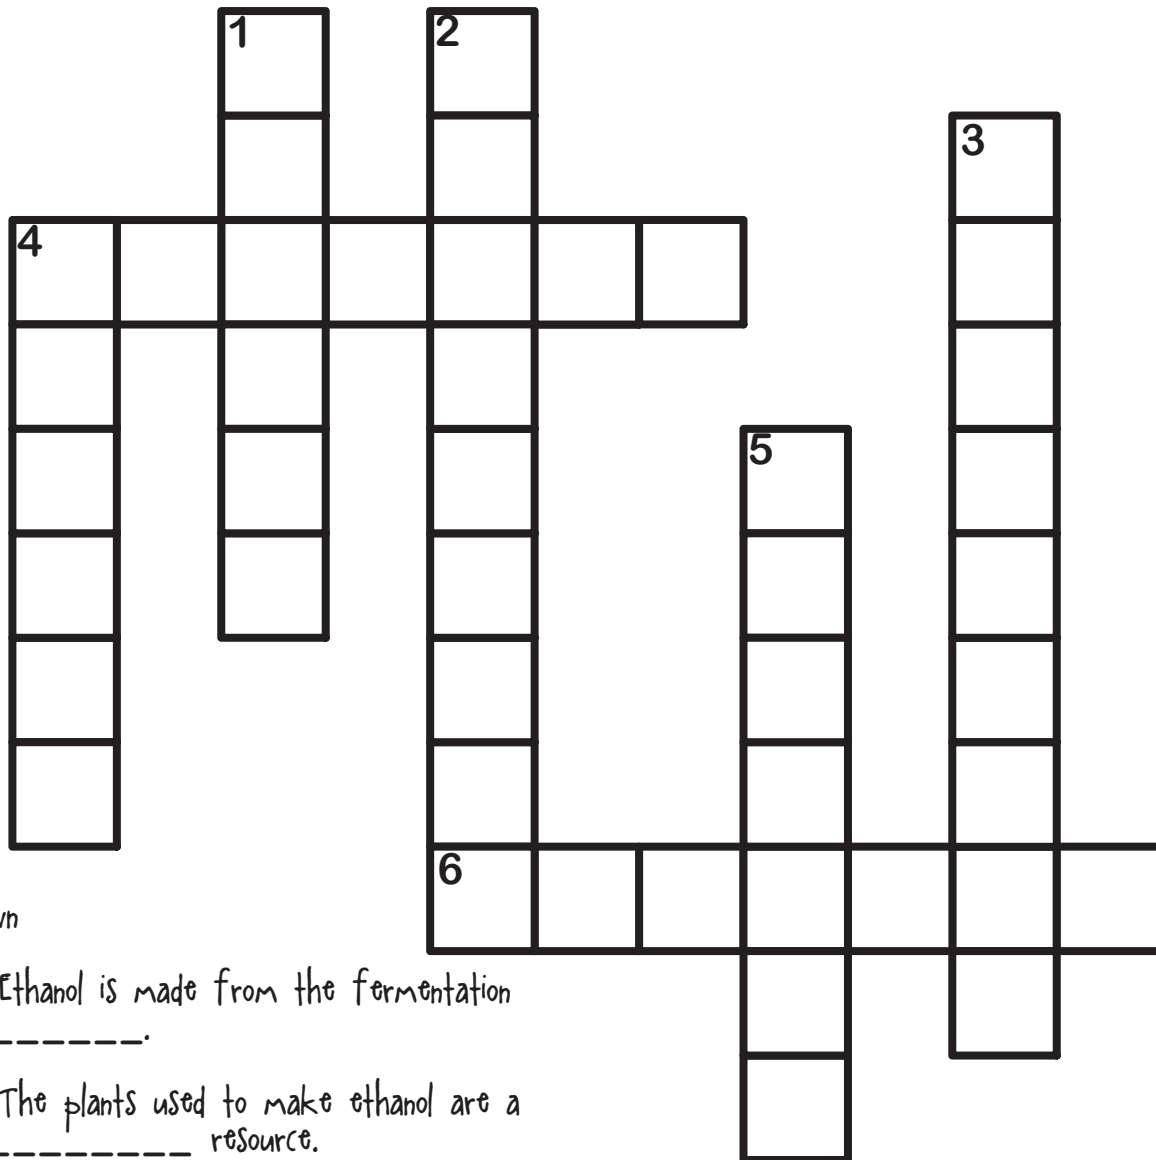 1 2
3
4
5
6
vn
Ethanol is made from the fermentation
_ _ _ _ _ _.
The plants used to make ethanol are a
_ _ _ _ _ _ _ _ resource.